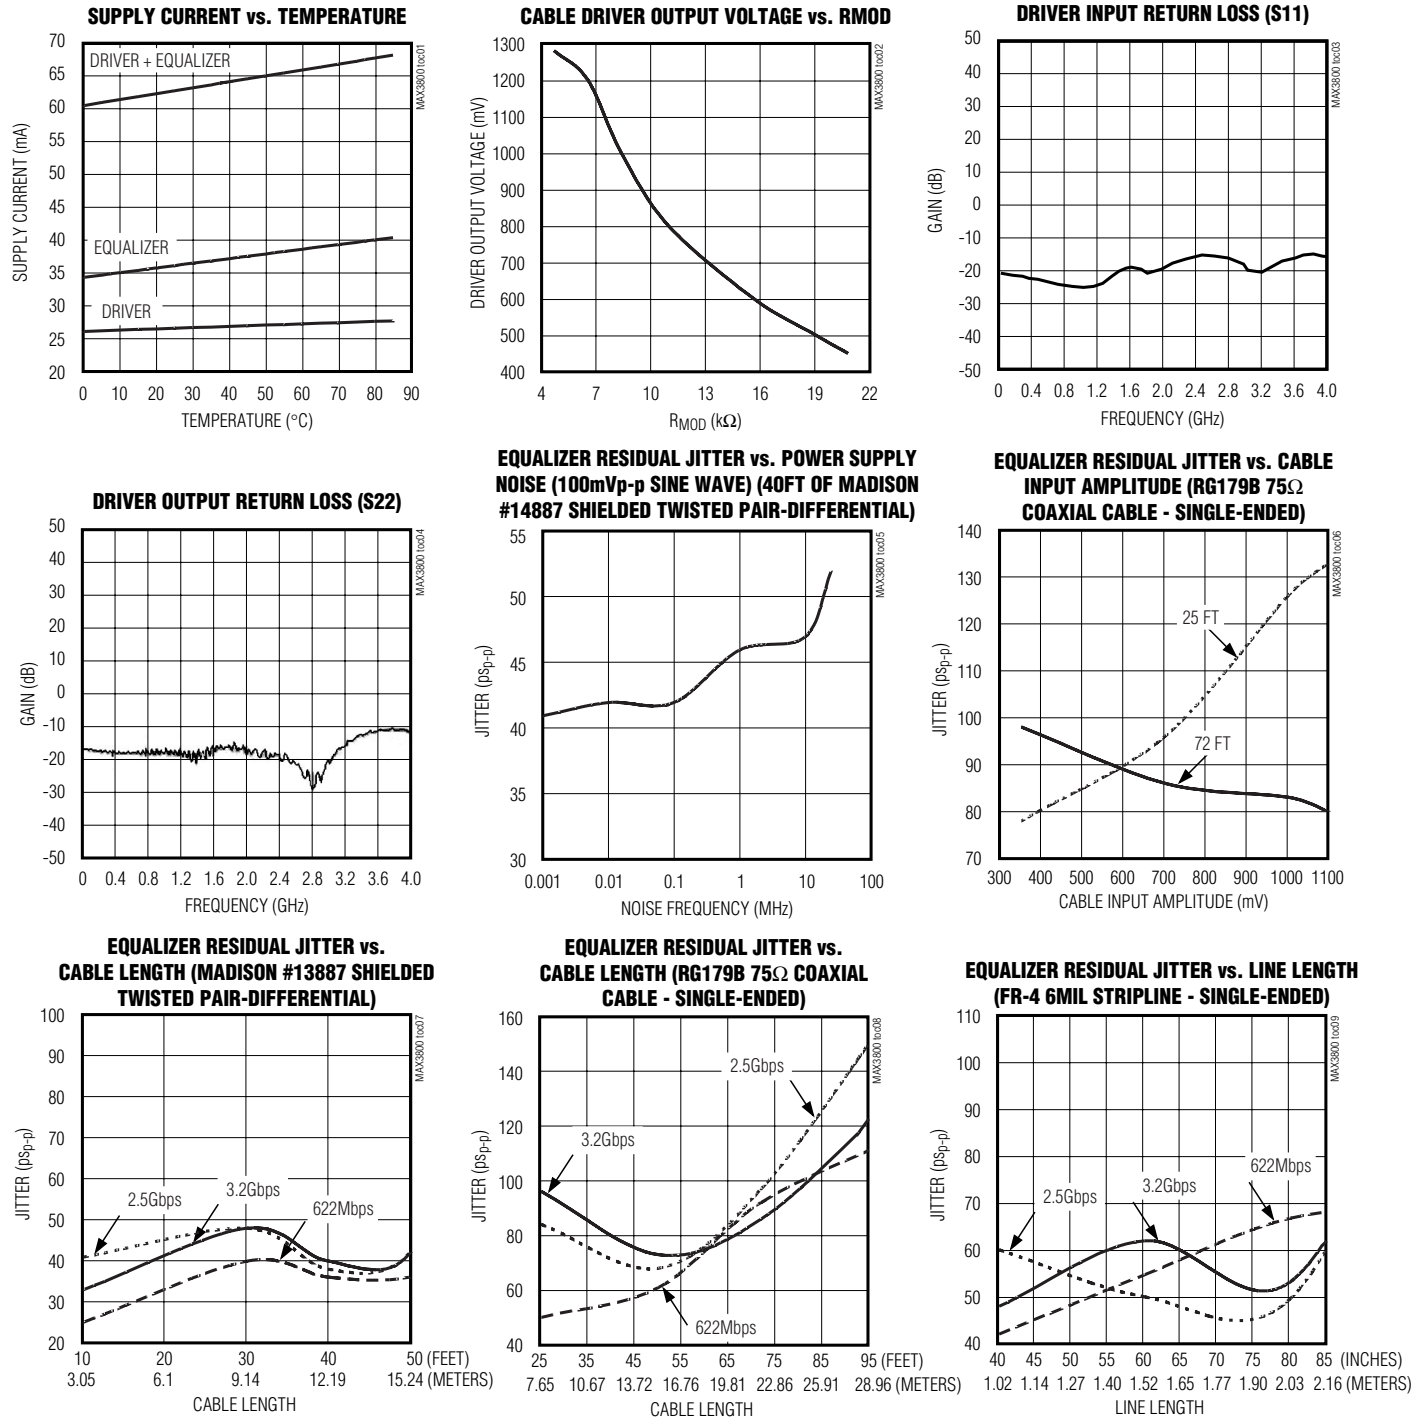 SUPPLY CURRENT vs. TEMPERATURE
SUPPLY CURRENT (mA)
70
65
60
55
50
45
40
35
30
25
20
DRIVER + EQUALIZER
EQUALIZER
DRIVER
MAX3800 toc01
0 10 20 30 40 50 60 70 80 90
TEMPERATURE (°C)
CABLE DRIVER OUTPUT VOLTAGE vs. RMOD
DRIVER OUTPUT VOLTAGE (mV)
1300
1200
1100
1000
900
800
700
600
500
400
MAX3800 toc02
4 7 10 13 16 19 22
RMOD (kΩ)
DRIVER INPUT RETURN LOSS (S11)
GAIN (dB)
50
40
30
20
10
0
-10
-20
-30
-40
-50
MAX3800 toc03
0 0.4 0.8 1.2 1.6 2.0 2.4 2.8 3.2 3.6 4.0
FREQUENCY (GHz)
DRIVER OUTPUT RETURN LOSS (S22)
GAIN (dB)
50
40
30
20
10
0
-10
-20
-30
-40
-50
MAX3800 toc04
0 0.4 0.8 1.2 1.6 2.0 2.4 2.8 3.2 3.6 4.0
FREQUENCY (GHz)
EQUALIZER RESIDUAL JITTER vs. POWER SUPPLY
NOISE (100mVp-p SINE WAVE) (40FT OF MADISON
#14887 SHIELDED TWISTED PAIR-DIFFERENTIAL)
JITTER (psp-p)
55
50
45
40
35
30
MAX3800 toc05
0.001 0.01 0.1 1 10 100
NOISE FREQUENCY (MHz)
EQUALIZER RESIDUAL JITTER vs. CABLE
INPUT AMPLITUDE (RG179B 75Ω
COAXIAL CABLE - SINGLE-ENDED)
JITTER (psp-p)
140
130
120
110
100
90
80
70
25 FT
72 FT
MAX3800 toc06
300 400 500 600 700 800 900 1000 1100
CABLE INPUT AMPLITUDE (mV)
EQUALIZER RESIDUAL JITTER vs.
CABLE LENGTH (MADISON #13887 SHIELDED
TWISTED PAIR-DIFFERENTIAL)
JITTER (psp-p)
100
90
80
70
60
50
40
30
20
2.5Gbps
3.2Gbps
622Mbps
MAX3800 toc07
10 20 30 40 50 (FEET)
3.05 6.1 9.14 12.19 15.24 (METERS)
CABLE LENGTH
EQUALIZER RESIDUAL JITTER vs.
CABLE LENGTH (RG179B 75Ω COAXIAL
CABLE - SINGLE-ENDED)
JITTER (psp-p)
160
140
120
100
80
60
40
2.5Gbps
3.2Gbps
622Mbps
MAX3800 toc08
25 35 45 55 65 75 85 95 (FEET)
7.65 10.67 13.72 16.76 19.81 22.86 25.91 28.96 (METERS)
CABLE LENGTH
EQUALIZER RESIDUAL JITTER vs. LINE LENGTH
(FR-4 6MIL STRIPLINE - SINGLE-ENDED)
JITTER (psp-p)
110
100
90
80
70
60
50
40
622Mbps
3.2Gbps
2.5Gbps
MAX3800 toc09
40 45 50 55 60 65 70 75 80 85 (INCHES)
1.02 1.14 1.27 1.40 1.52 1.65 1.77 1.90 2.03 2.16 (METERS)
LINE LENGTH